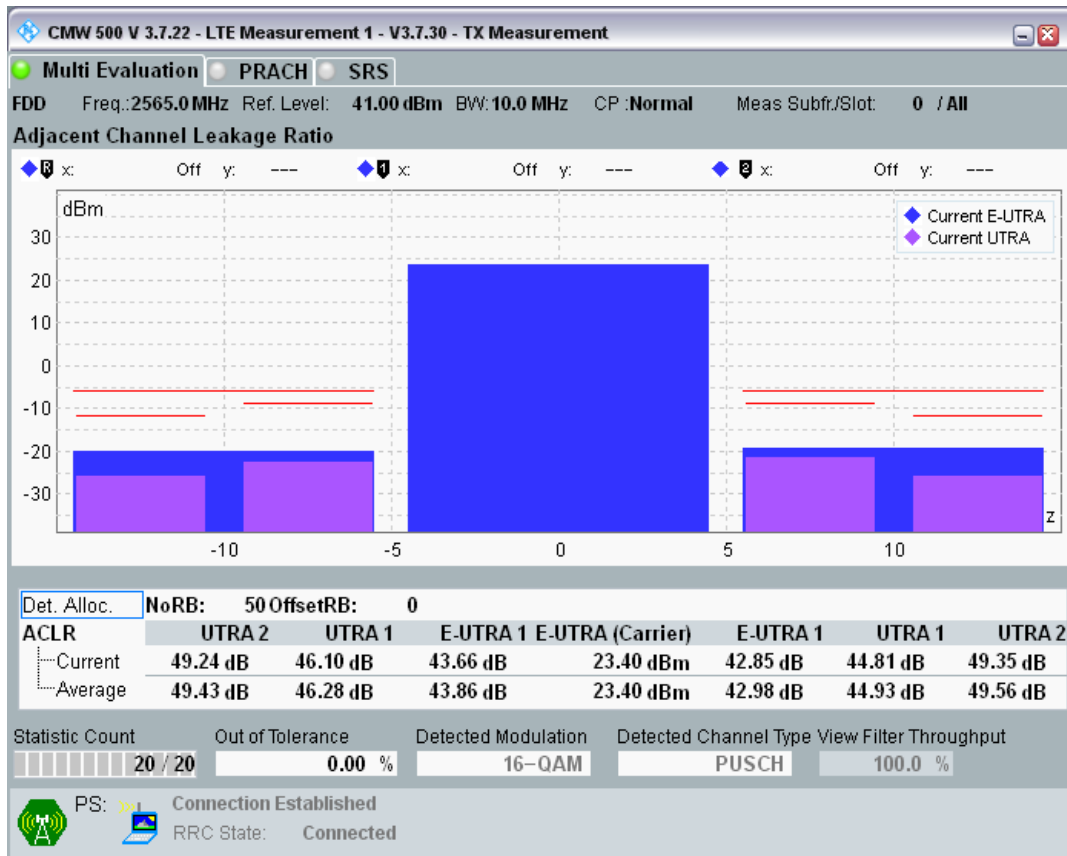 CMW 500 V 3.7.22 - LTE Measurement 1 - V3.7.30 - TX Measurement
Multi Evaluation PRACH SRS
FDD Freq.:2565.0 MHz Ref. Level: 41.00 dBm BW:10.0 MHz CP :Normal Meas Subfr./Slot: 0 / All
Adjacent Channel Leakage Ratio
R x: Off y: --- 1 x: Off y: --- 2 x: Off y: ---
dBm
Current E-UTRA
Current UTRA
30
20
10
0
-10
-20
-30
z
-10 -5 0 5 10
Det. Alloc. NoRB: 50 OffsetRB: 0
ACLR UTRA 2 UTRA 1 E-UTRA 1 E-UTRA (Carrier) E-UTRA 1 UTRA 1 UTRA 2
Current 49.24 dB 46.10 dB 43.66 dB 23.40 dBm 42.85 dB 44.81 dB 49.35 dB
Average 49.43 dB 46.28 dB 43.86 dB 23.40 dBm 42.98 dB 44.93 dB 49.56 dB
Statistic Count Out of Tolerance Detected Modulation Detected Channel Type View Filter Throughput
20 / 20 0.00 % 16-QAM PUSCH 100.0 %
PS: Connection Established
RRC State: Connected